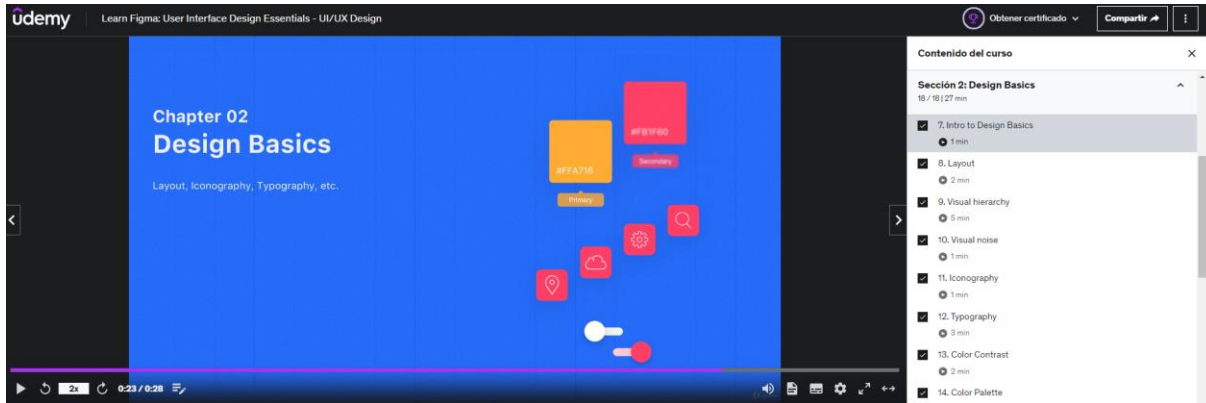 ûdemy
Learn Figma: User Interface Design Essentials - UI/UX Design
Obtener certificado
Compartir
Chapter 02
Design Basics
Layout, Iconography, Typography, etc.
#FB1F60
Secondary
#FFA716
Primary
2x
0:23 / 0:28
Contenido del curso
Sección 2: Design Basics
18 / 18 | 27 min
7. Intro to Design Basics
1 min
8. Layout
2 min
9. Visual hierarchy
5 min
10. Visual noise
1 min
11. Iconography
1 min
12. Typography
3 min
13. Color Contrast
2 min
14. Color Palette